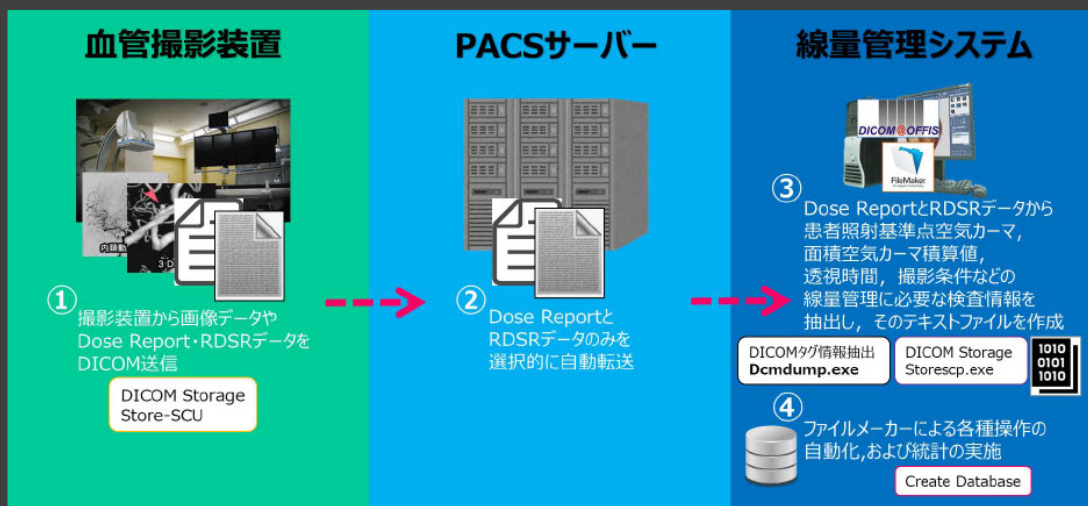 血管撮影装置
内頸動
3D
①
撮影装置から画像データや
Dose Report・RDSRデータを
DICOM送信
DICOM Storage
Store-SCU
PACSサーバー
②
Dose Reportと
RDSRデータのみを
選択的に自動転送
線量管理システム
DICOM@OFFIS
FileMaker
③
Dose ReportとRDSRデータから
患者照射基準点空気カーマ,
面積空気カーマ積算値,
透視時間, 撮影条件などの
線量管理に必要な検査情報を
抽出し, そのテキストファイルを作成
DICOMタグ情報抽出
Dcmdump.exe
DICOM Storage
Storescp.exe
1010
0101
1010
④
ファイルメーカーによる各種操作の
自動化,および統計の実施
Create Database